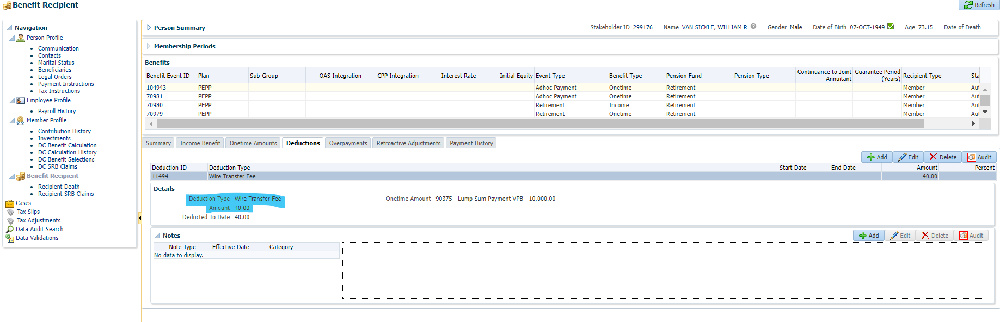 Benefit Recipient
Refresh
Navigation
Person Profile
Communication
Contacts
Marital Status
Beneficiaries
Legal Orders
Payment Instructions
Tax Instructions
Employee Profile
Payroll History
Member Profile
Contribution History
Investments
DC Benefit Calculation
DC Calculation History
DC Benefit Selections
DC SRB Claims
Benefit Recipient
Recipient Death
Recipient SRB Claims
Cases
Tax Slips
Tax Adjustments
Data Audit Search
Data Validations
Person Summary Stakeholder ID 299176 Name VAN SICKLE, WILLIAM R Gender Male Date of Birth 07-OCT-1949 Age 73.15 Date of Death
Membership Periods
Benefits
Benefit Event ID Plan Sub-Group OAS Integration CPP Integration Interest Rate Initial Equity Event Type Benefit Type Pension Fund Pension Type Continuance to Joint Annuitant Guarantee Period (Years) Recipient Type Sta
104943 PEPP Adhoc Payment Onetime Retirement Member Aut
70981 PEPP Adhoc Payment Onetime Retirement Member Aut
70980 PEPP Retirement Income Retirement Member Aut
70979 PEPP Retirement Onetime Retirement Member Aut
Summary Income Benefit Onetime Amounts Deductions Overpayments Retroactive Adjustments Payment History
Add Edit Delete Audit
Deduction ID Deduction Type Start Date End Date Amount Percent
11494 Wire Transfer Fee 40.00
Details
Deduction Type Wire Transfer Fee Onetime Amount 90375 - Lump Sum Payment VPB - 10,000.00
Amount 40.00
Deducted To Date 40.00
Notes Add Edit Delete Audit
Note Type Effective Date Category
No data to display.